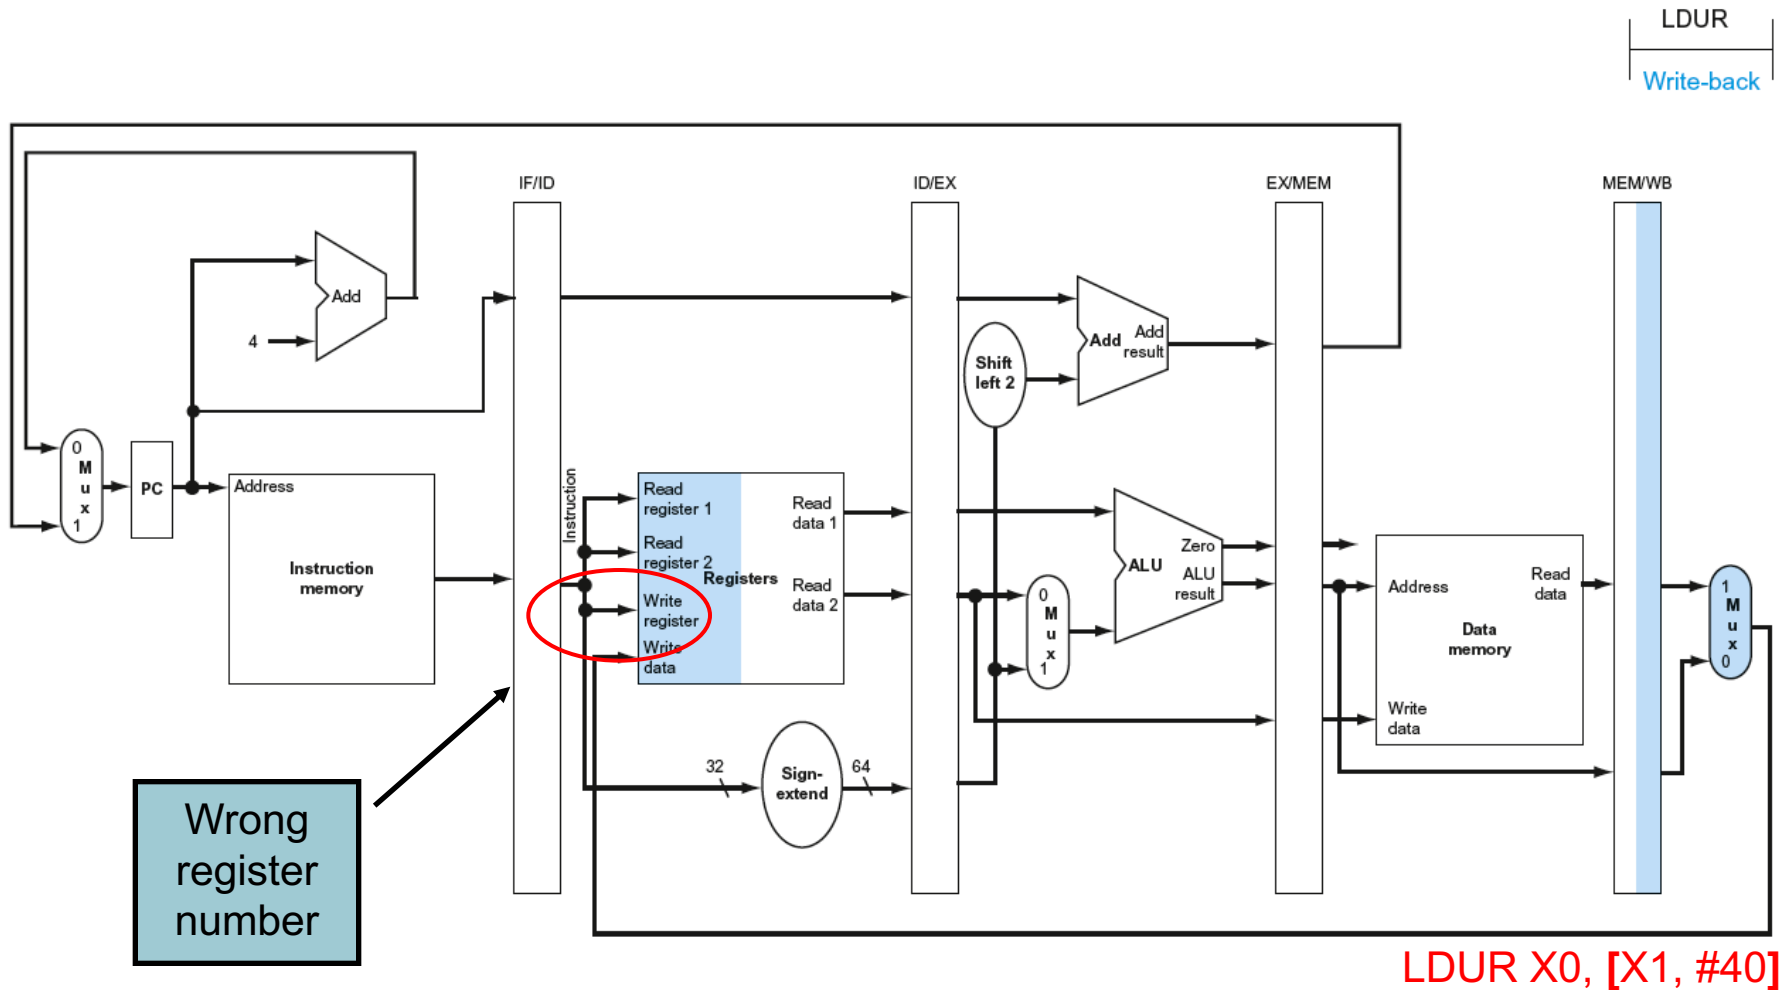 LDUR
Write-back
IF/ID
ID/EX
EX/MEM
MEM/WB
Add
4
Add
Add
result
Shift
left 2
0
M
u
x
1
PC
Address
Instruction
memory
Instruction
Read
register 1
Read
register 2
Write
register
Write
data
Registers
Read
data 1
Read
data 2
0
M
u
x
1
Zero
ALU
ALU
result
Address
Read
data
Data
memory
Write
data
1
M
u
x
0
32
Sign-
extend
64
Wrong
register
number
LDUR X0, [X1, #40]